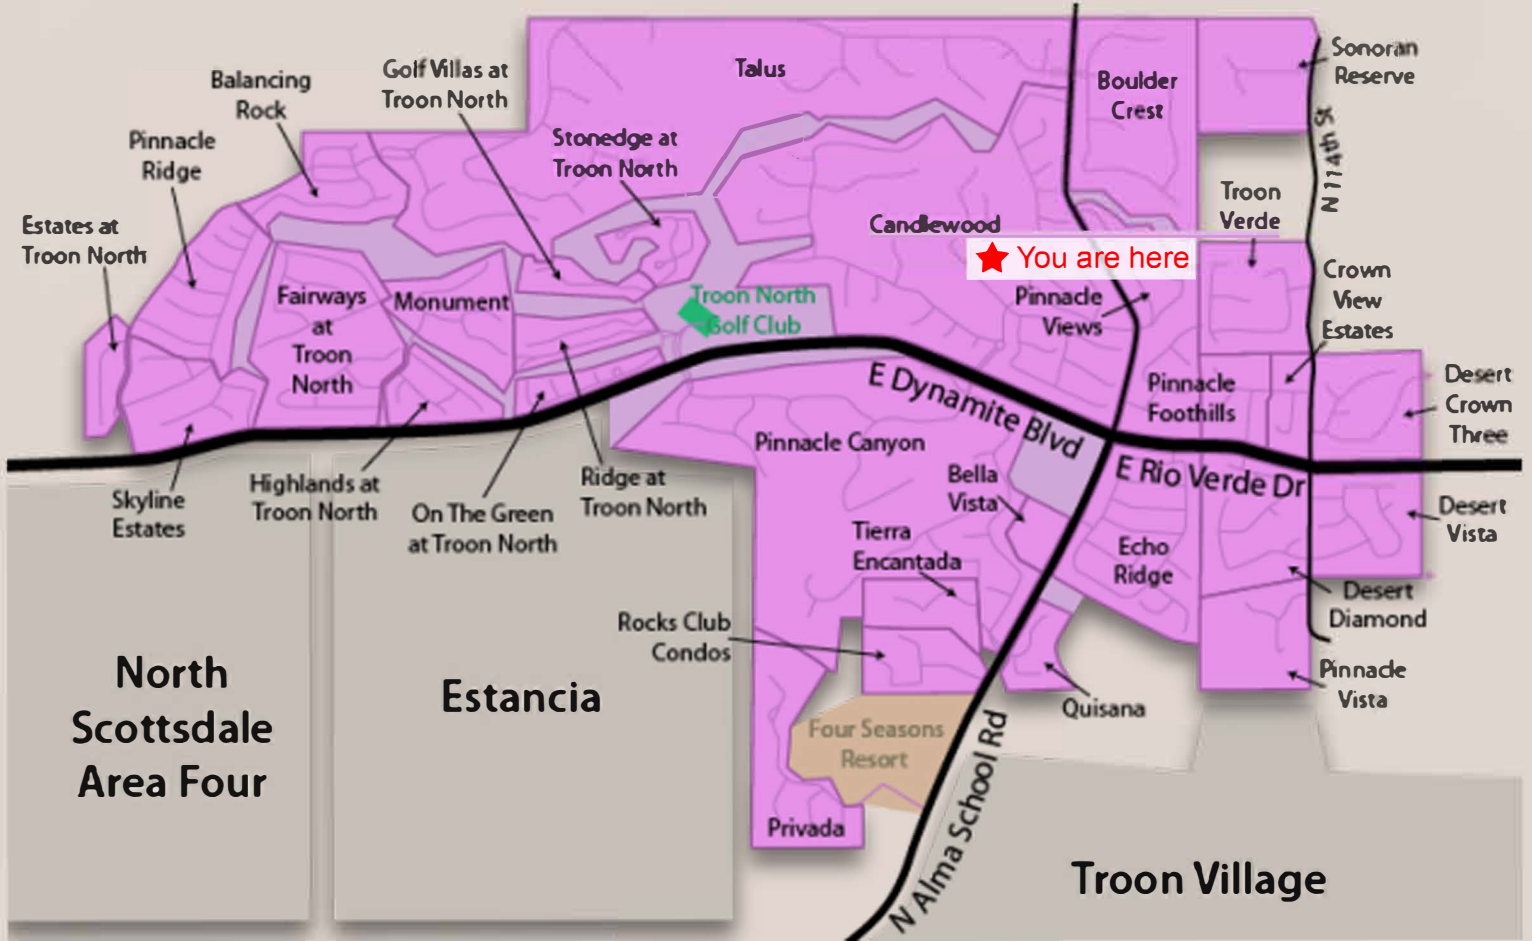 Talus
Boulder
Crest
Sonoran
Reserve
Golf Villas at
Troon North
Balancing
Rock
Stonedge at
Troon North
Pinnacle
Ridge
N 114th St
Troon
Verde
Estates at
Troon North
Candlewood
You are here
Crown
View
Estates
Fairways
at
Troon
North
Monument
Troon North
Golf Club
Pinnacle
Views
Pinnacle
Foothills
Desert
Crown
Three
E Dynamite Blvd
Pinnacle Canyon
E Rio Verde Dr
Bella
Vista
Skyline
Estates
Highlands at
Troon North
On The Green
at Troon North
Ridge at
Troon North
Desert
Vista
Tierra
Encantada
Echo
Ridge
Desert
Diamond
Rocks Club
Condos
Pinnacle
Vista
Quisana
North
Scottsdale
Area Four
Estancia
Four Seasons
Resort
N Alma School Rd
Privada
Troon Village